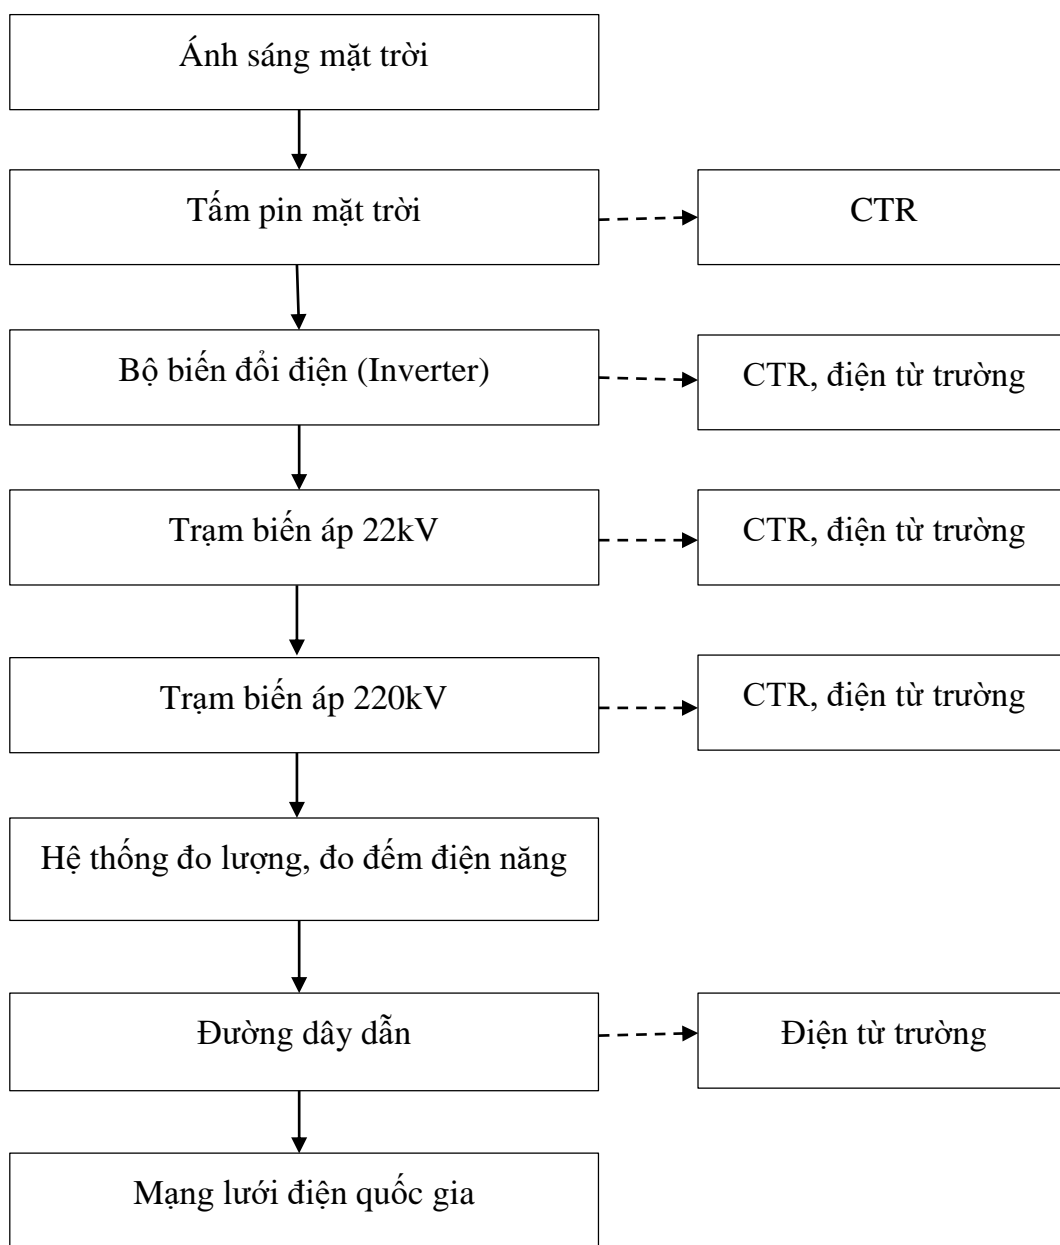 Ánh sáng mặt trời
Tấm pin mặt trời
CTR
Bộ biến đổi điện (Inverter)
CTR, điện từ trường
Trạm biến áp 22kV
CTR, điện từ trường
Trạm biến áp 220kV
CTR, điện từ trường
Hệ thống đo lượng, đo đếm điện năng
Đường dây dẫn
Điện từ trường
Mạng lưới điện quốc gia